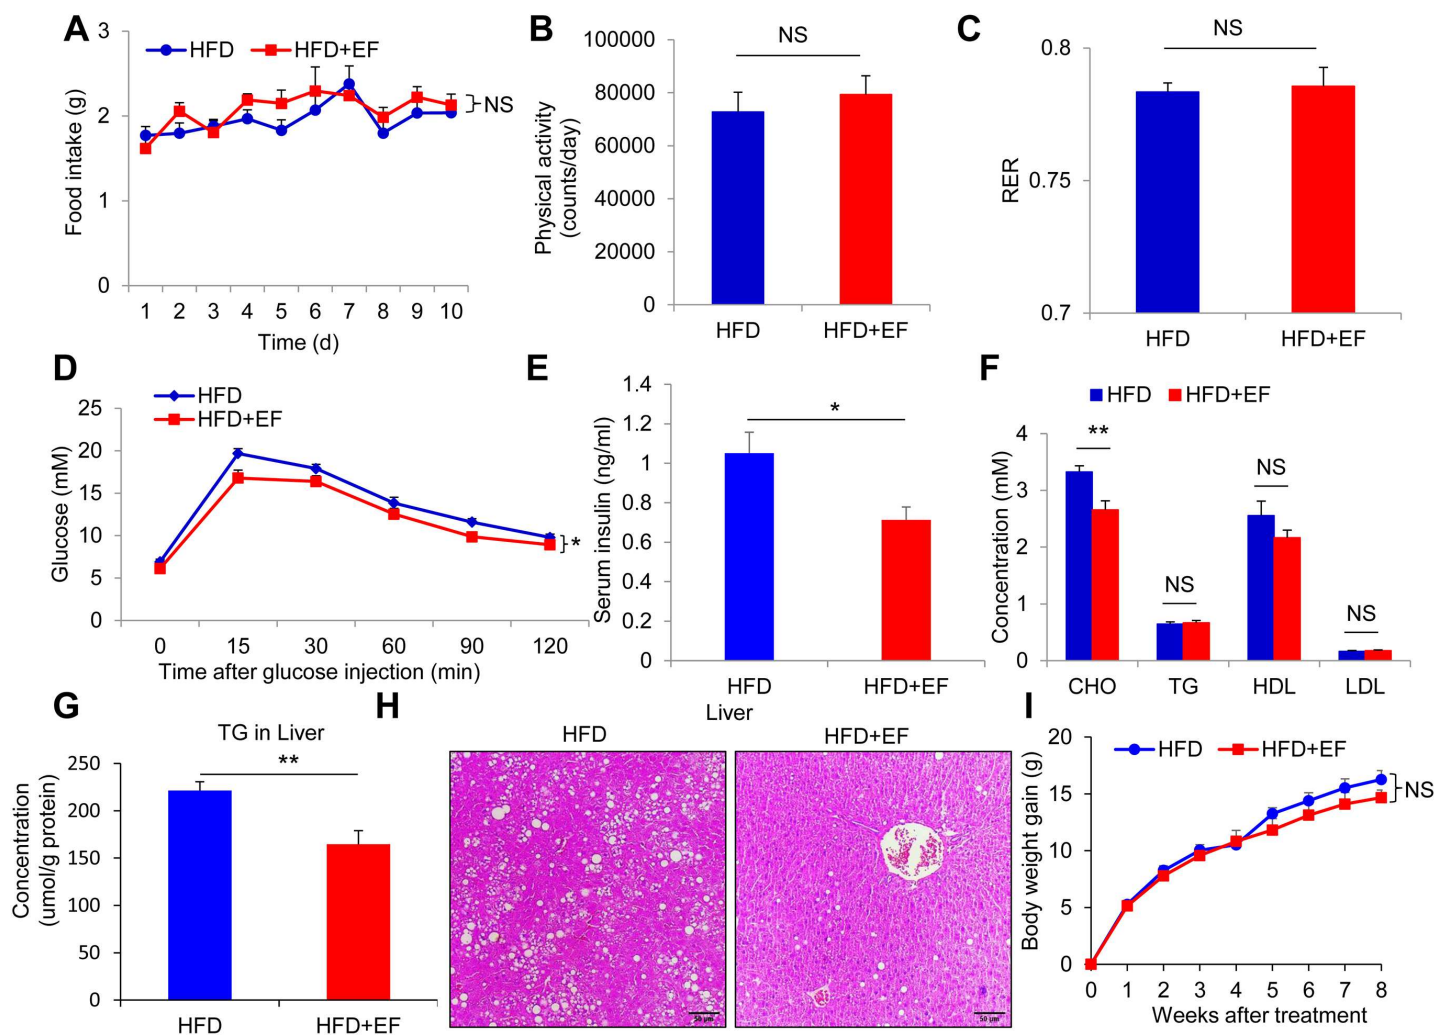 A
HFD
HFD+EF
3
2
1
0
Food intake (g)
NS
1 2 3 4 5 6 7 8 9 10
Time (d)
B
100000
80000
60000
40000
20000
0
Physical activity
(counts/day)
NS
HFD
HFD+EF
C
0.8
0.75
0.7
RER
NS
HFD
HFD+EF
D
HFD
HFD+EF
25
20
15
10
5
0
Glucose (mM)
*
0 15 30 60 90 120
Time after glucose injection (min)
E
1.4
1.2
1
0.8
0.6
0.4
0.2
0
Serum insulin (ng/ml)
*
HFD
HFD+EF
F
HFD
HFD+EF
4
3
2
1
0
Concentration (mM)
**
NS
NS
NS
CHO TG HDL LDL
G
TG in Liver
250
200
150
100
50
0
Concentration
(umol/g protein)
**
HFD
HFD+EF
H
Liver
HFD
HFD+EF
50 μm
50 μm
I
HFD
HFD+EF
20
15
10
5
0
Body weight gain (g)
NS
0 1 2 3 4 5 6 7 8
Weeks after treatment